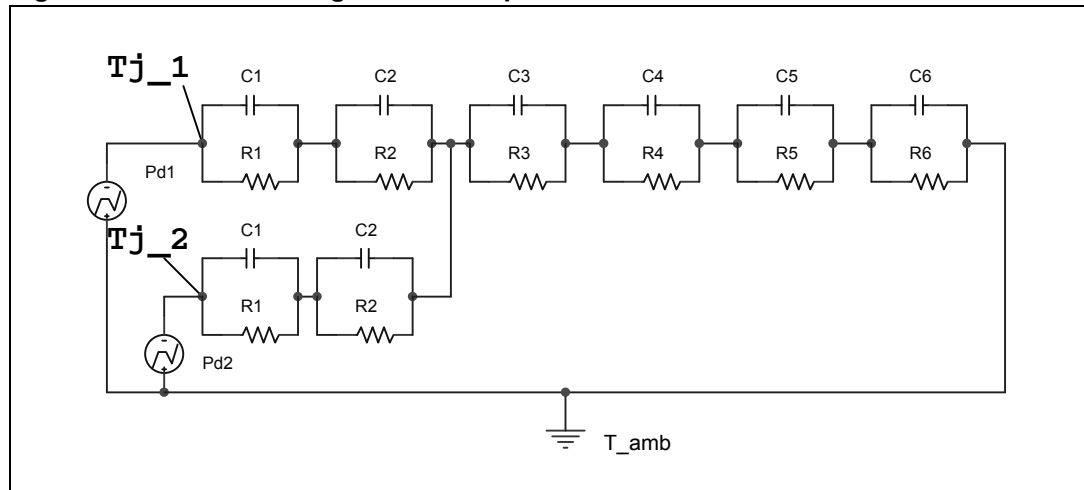 Tj_1
C1 C2 C3 C4 C5 C6
R1 R2 R3 R4 R5 R6
Pd1
Tj_2
C1 C2
R1 R2
Pd2
T_amb